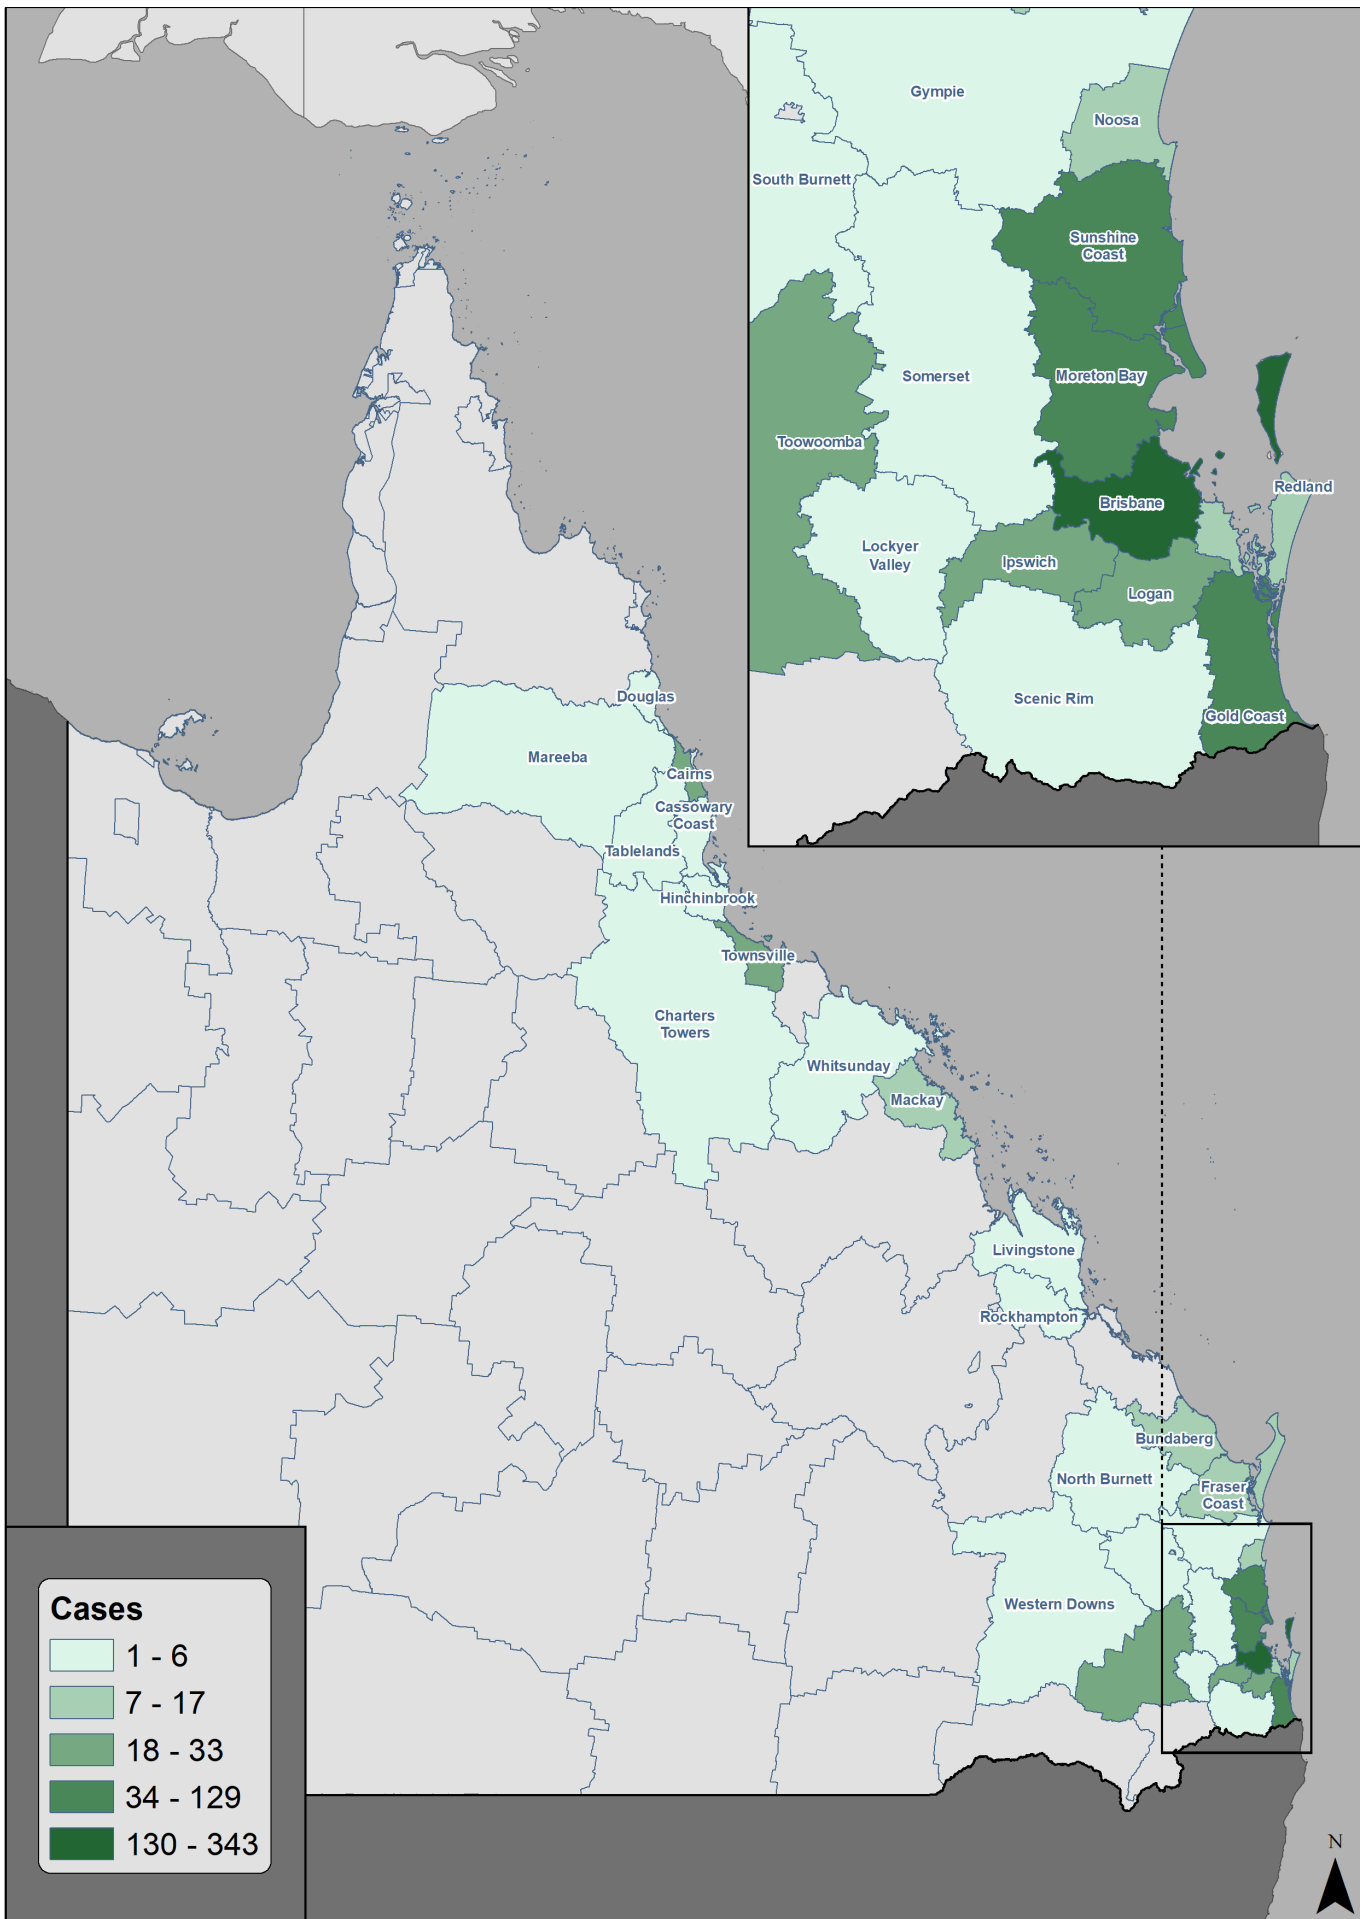 Gympie
Noosa
South Burnett
Sunshine
Coast
Somerset
Moreton Bay
Toowoomba
Redland
Brisbane
Lockyer
Valley
Ipswich
Logan
Scenic Rim
Gold Coast
Douglas
Mareeba
Cairns
Cassowary
Coast
Tablelands
Hinchinbrook
Townsville
Charters
Towers
Whitsunday
Mackay
Livingstone
Rockhampton
Bundaberg
North Burnett
Fraser
Coast
Western Downs
Cases
1 - 6
7 - 17
18 - 33
34 - 129
130 - 343
N